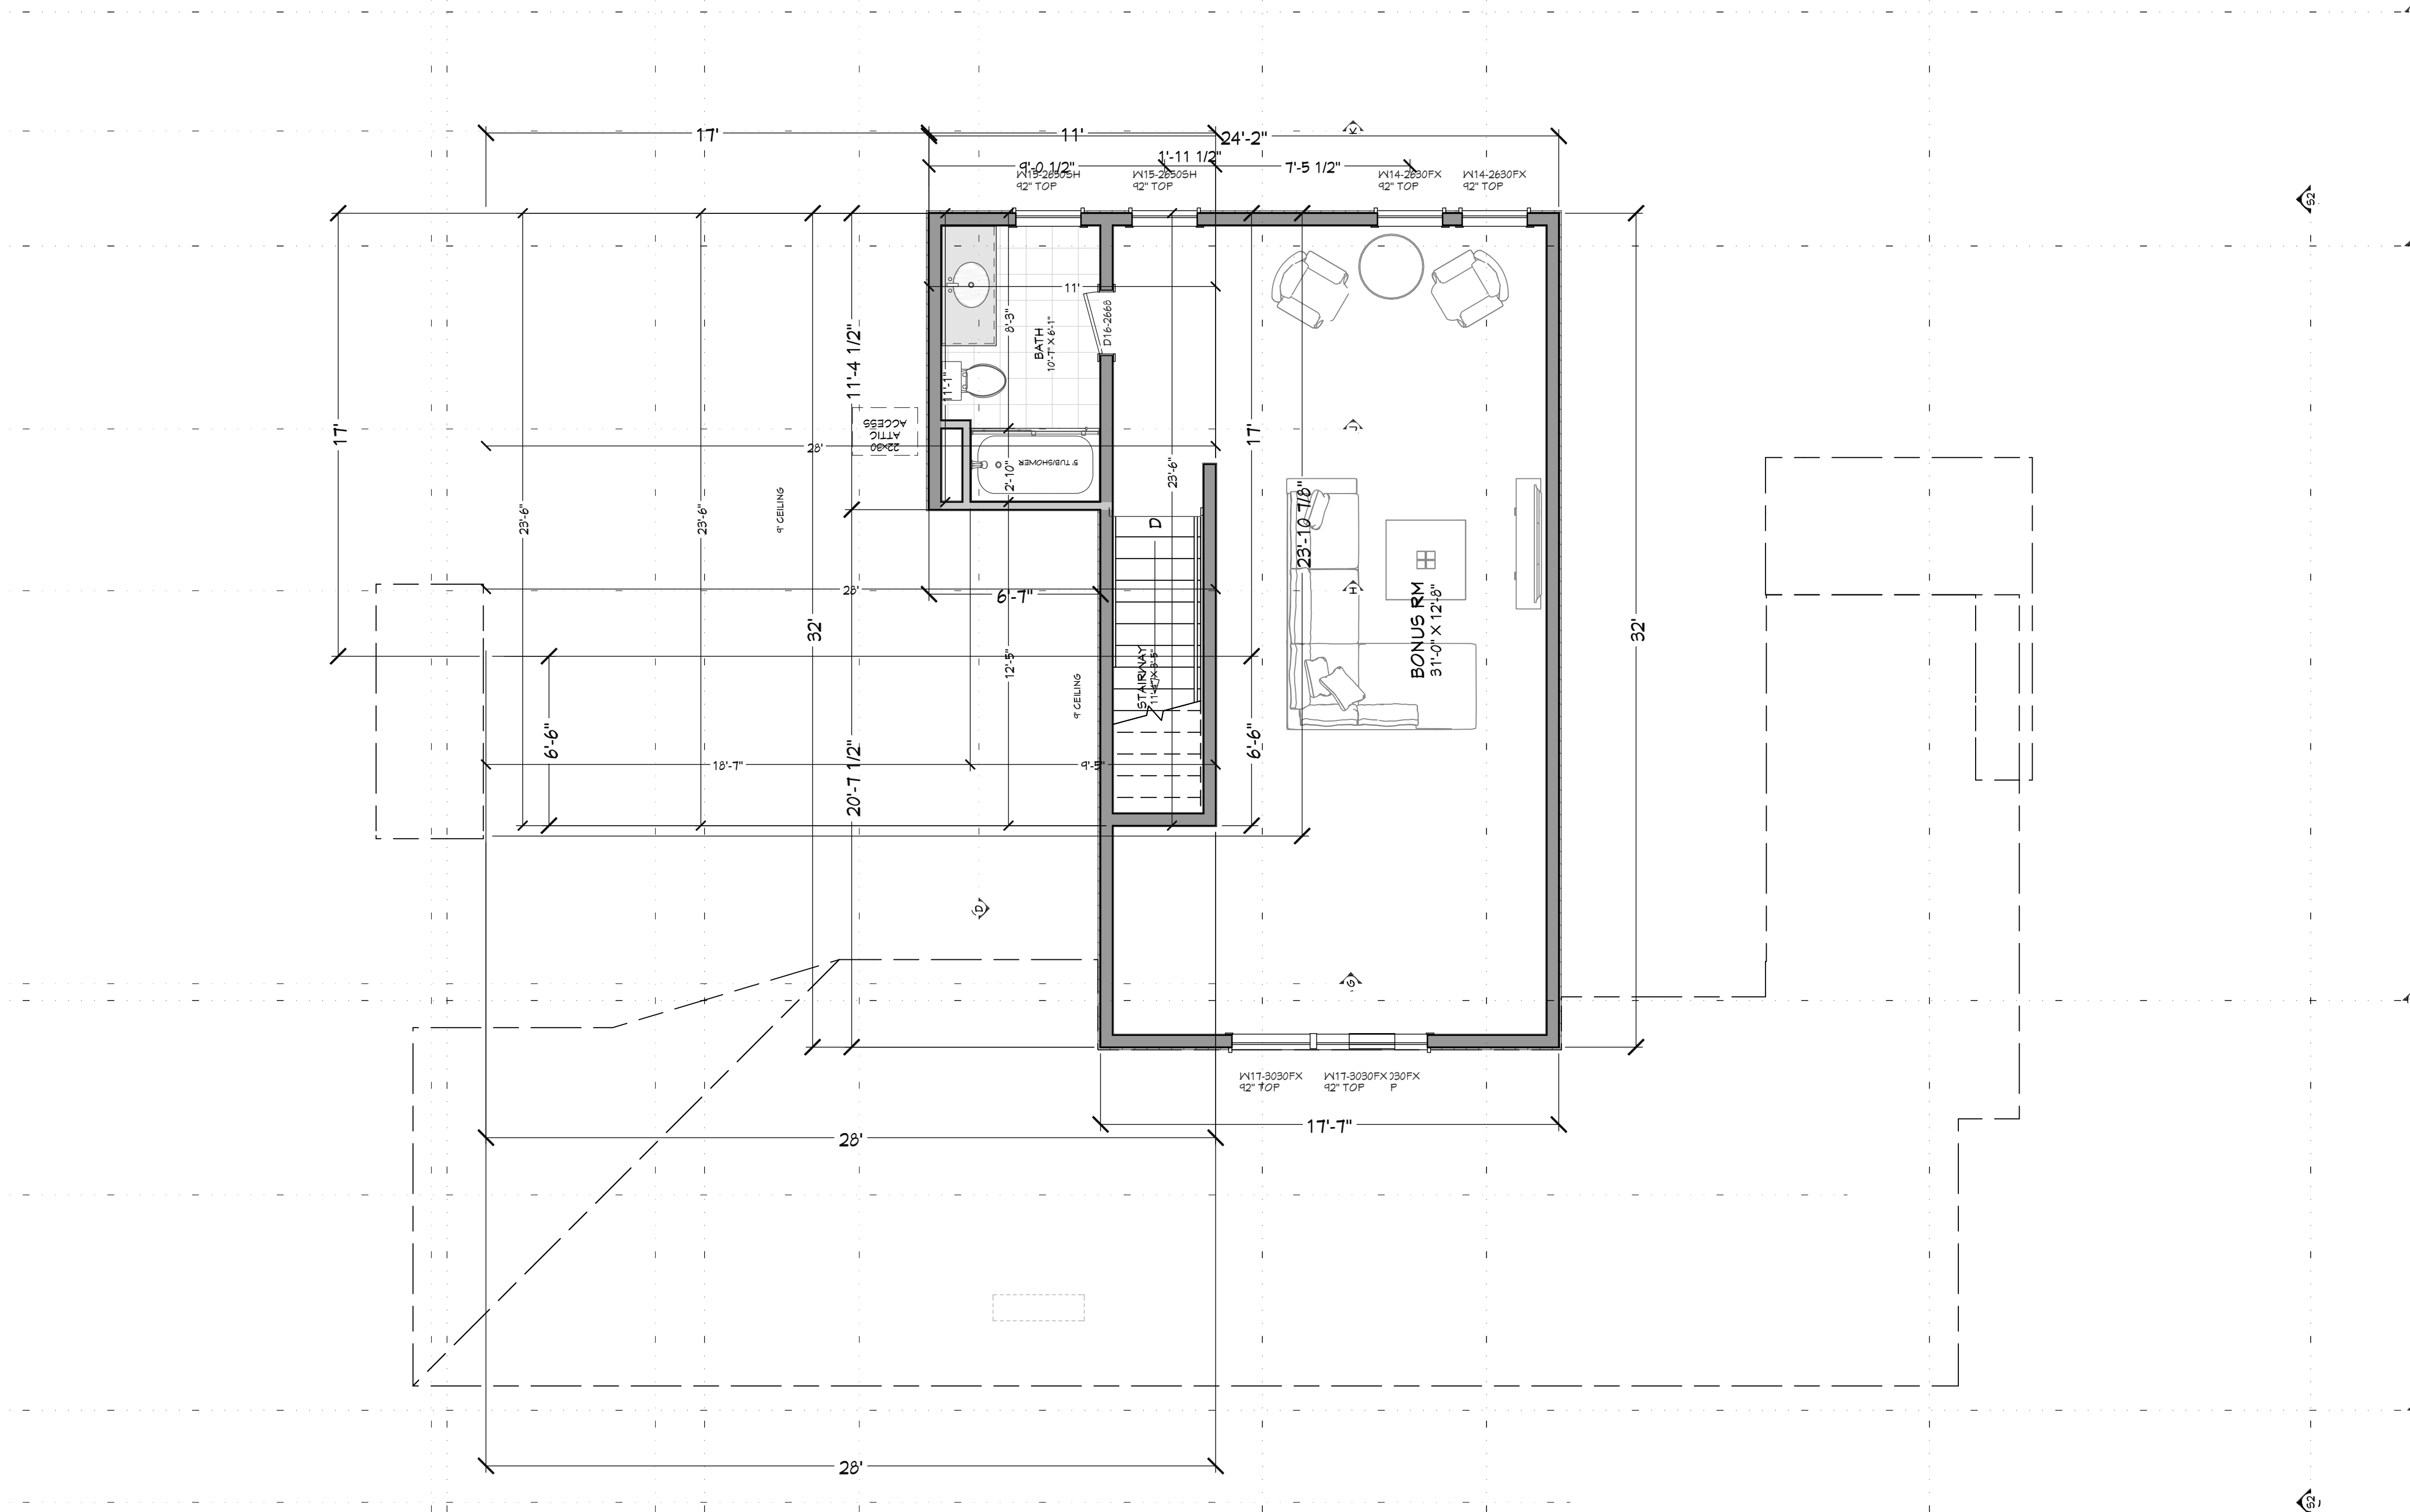 17'
11'
24'-2"
K
9'-0 1/2"
1'-11 1/2"
7'-5 1/2"
W15-2650SH
92" TOP
W15-2650SH
92" TOP
W14-2630FX
92" TOP
W14-2630FX
92" TOP
S2
11'
D16-2668
8'-3"
BATH
10'-7" X 6'-1"
11'-4 1/2"
11'-1"
22x30
ATTIC
ACCESS
17'
28'
17'
J
5' TUB/SHOWER
2'-10"
23'-6"
23'-6"
23'-6"
9' CEILING
D
23'-10 7/8"
28'
6'-7"
H
32'
32'
BONUS RM
31'-0" X 12'-8"
12'-5"
STAIRWAY
9' CEILING
6'-6"
6'-6"
18'-7"
9'-5"
20'-7 1/2"
D
G
W17-3030FX
92" TOP
W17-3030FX
92" TOP
030FX
P
17'-7"
28'
28'
S2